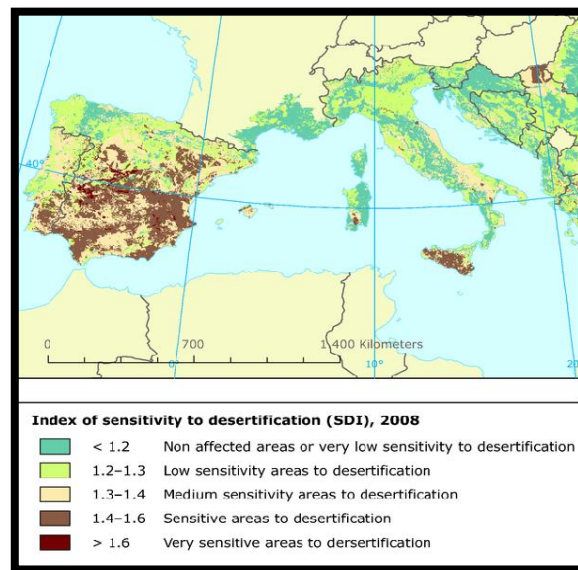 40°
0 700 1 400 Kilometers
0° 10° 20
Index of sensitivity to desertification (SDI), 2008
< 1.2 Non affected areas or very low sensitivity to desertification
1.2–1.3 Low sensitivity areas to desertification
1.3–1.4 Medium sensitivity areas to desertification
1.4–1.6 Sensitive areas to desertification
> 1.6 Very sensitive areas to dersertification